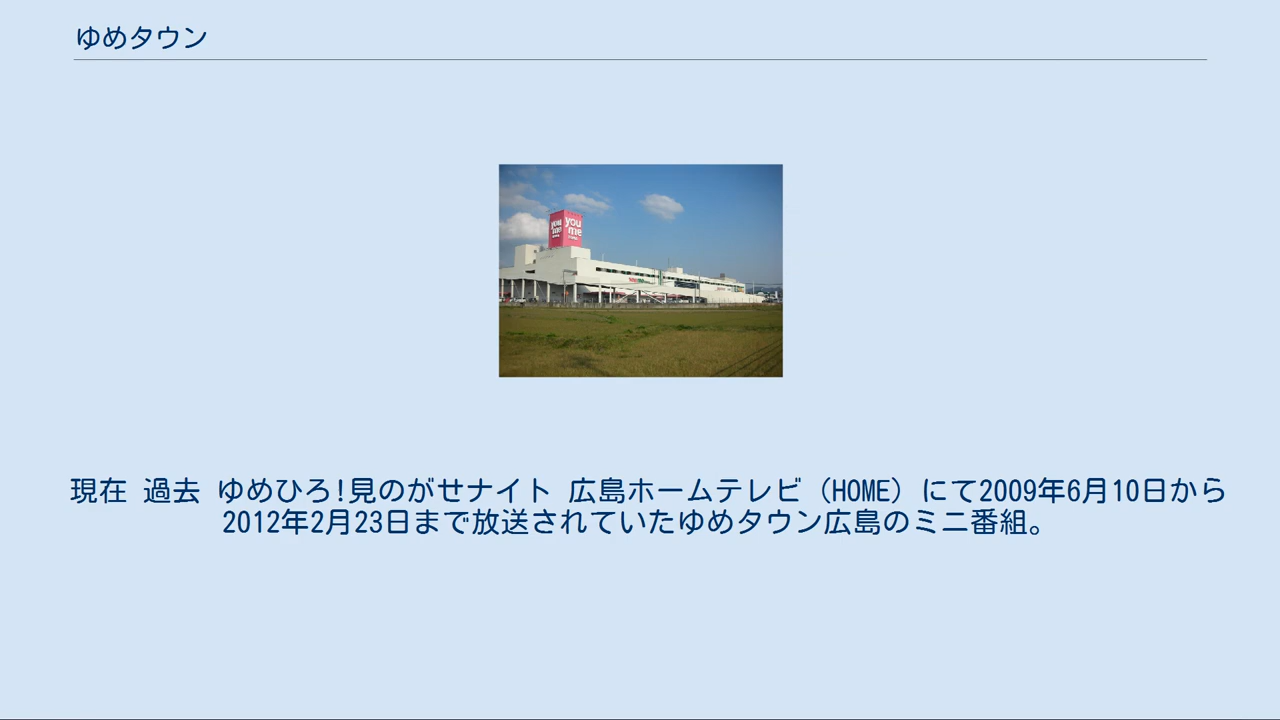 ゆめタウン
you
me
you
me
現在 過去 ゆめひろ!見のがせナイト 広島ホームテレビ（HOME）にて2009年6月10日から
2012年2月23日まで放送されていたゆめタウン広島のミニ番組。